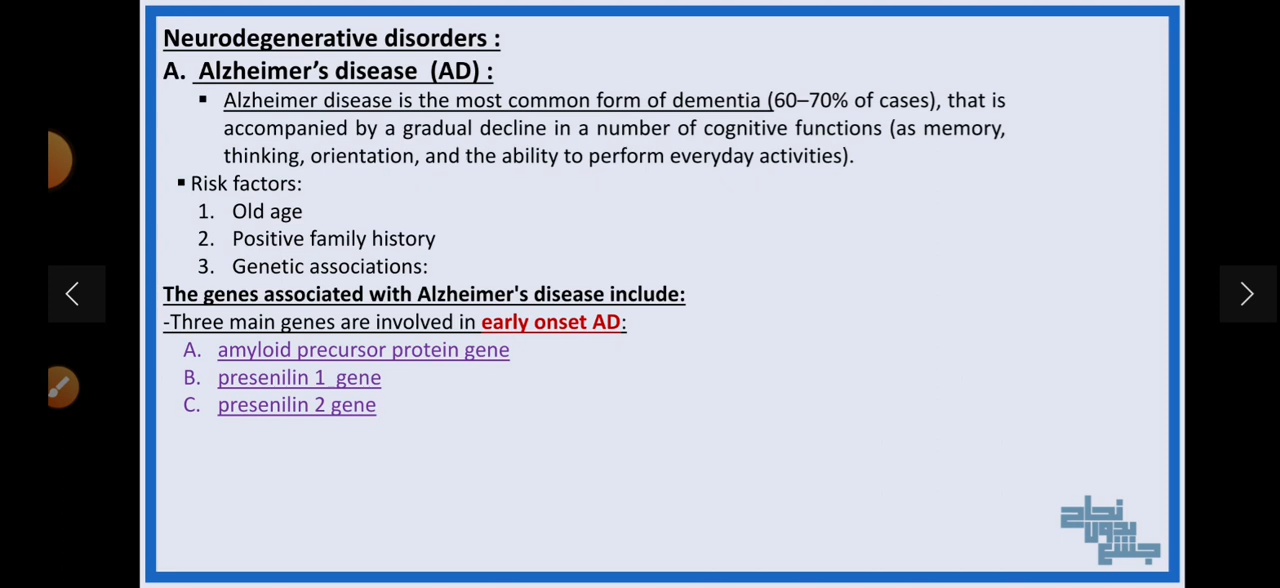 Neurodegenerative disorders :
A. Alzheimer’s disease (AD) :
▪ Alzheimer disease is the most common form of dementia (60–70% of cases), that is
accompanied by a gradual decline in a number of cognitive functions (as memory,
thinking, orientation, and the ability to perform everyday activities).
▪ Risk factors:
1. Old age
2. Positive family history
3. Genetic associations:
The genes associated with Alzheimer's disease include:
-Three main genes are involved in early onset AD:
A. amyloid precursor protein gene
B. presenilin 1 gene
C. presenilin 2 gene
نجاح
بدون
جشع